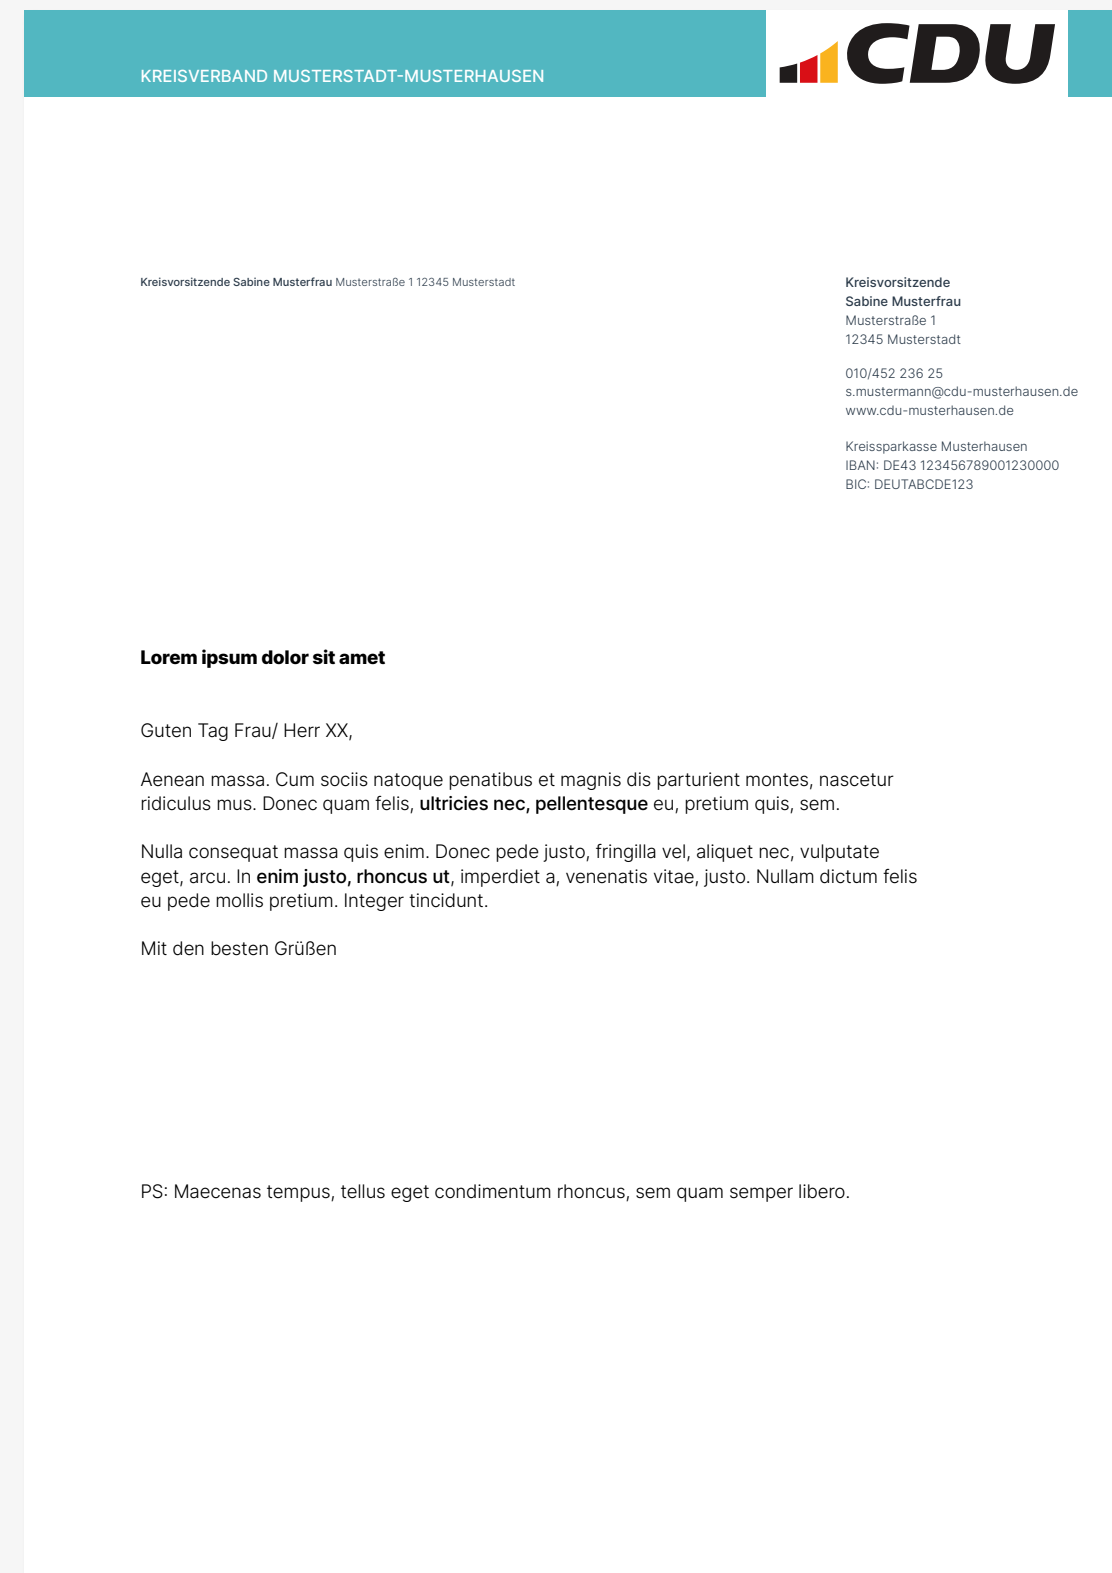 KREISVERBAND MUSTERSTADT-MUSTERHAUSEN
CDU
Kreisvorsitzende Sabine Musterfrau Musterstraße 1 12345 Musterstadt
Kreisvorsitzende
Sabine Musterfrau
Musterstraße 1
12345 Musterstadt
010/452 236 25
s.mustermann@cdu-musterhausen.de
www.cdu-musterhausen.de
Kreissparkasse Musterhausen
IBAN: DE43 123456789001230000
BIC: DEUTABCDE123
Lorem ipsum dolor sit amet
Guten Tag Frau/ Herr XX,
Aenean massa. Cum sociis natoque penatibus et magnis dis parturient montes, nascetur
ridiculus mus. Donec quam felis, ultricies nec, pellentesque eu, pretium quis, sem.
Nulla consequat massa quis enim. Donec pede justo, fringilla vel, aliquet nec, vulputate
eget, arcu. In enim justo, rhoncus ut, imperdiet a, venenatis vitae, justo. Nullam dictum felis
eu pede mollis pretium. Integer tincidunt.
Mit den besten Grüßen
PS: Maecenas tempus, tellus eget condimentum rhoncus, sem quam semper libero.